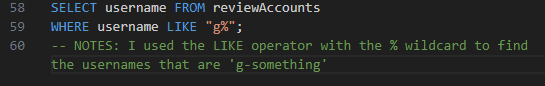 58 SELECT username FROM reviewAccounts
59 WHERE username LIKE "g%";
60 -- NOTES: I used the LIKE operator with the % wildcard to find
the usernames that are 'g-something'